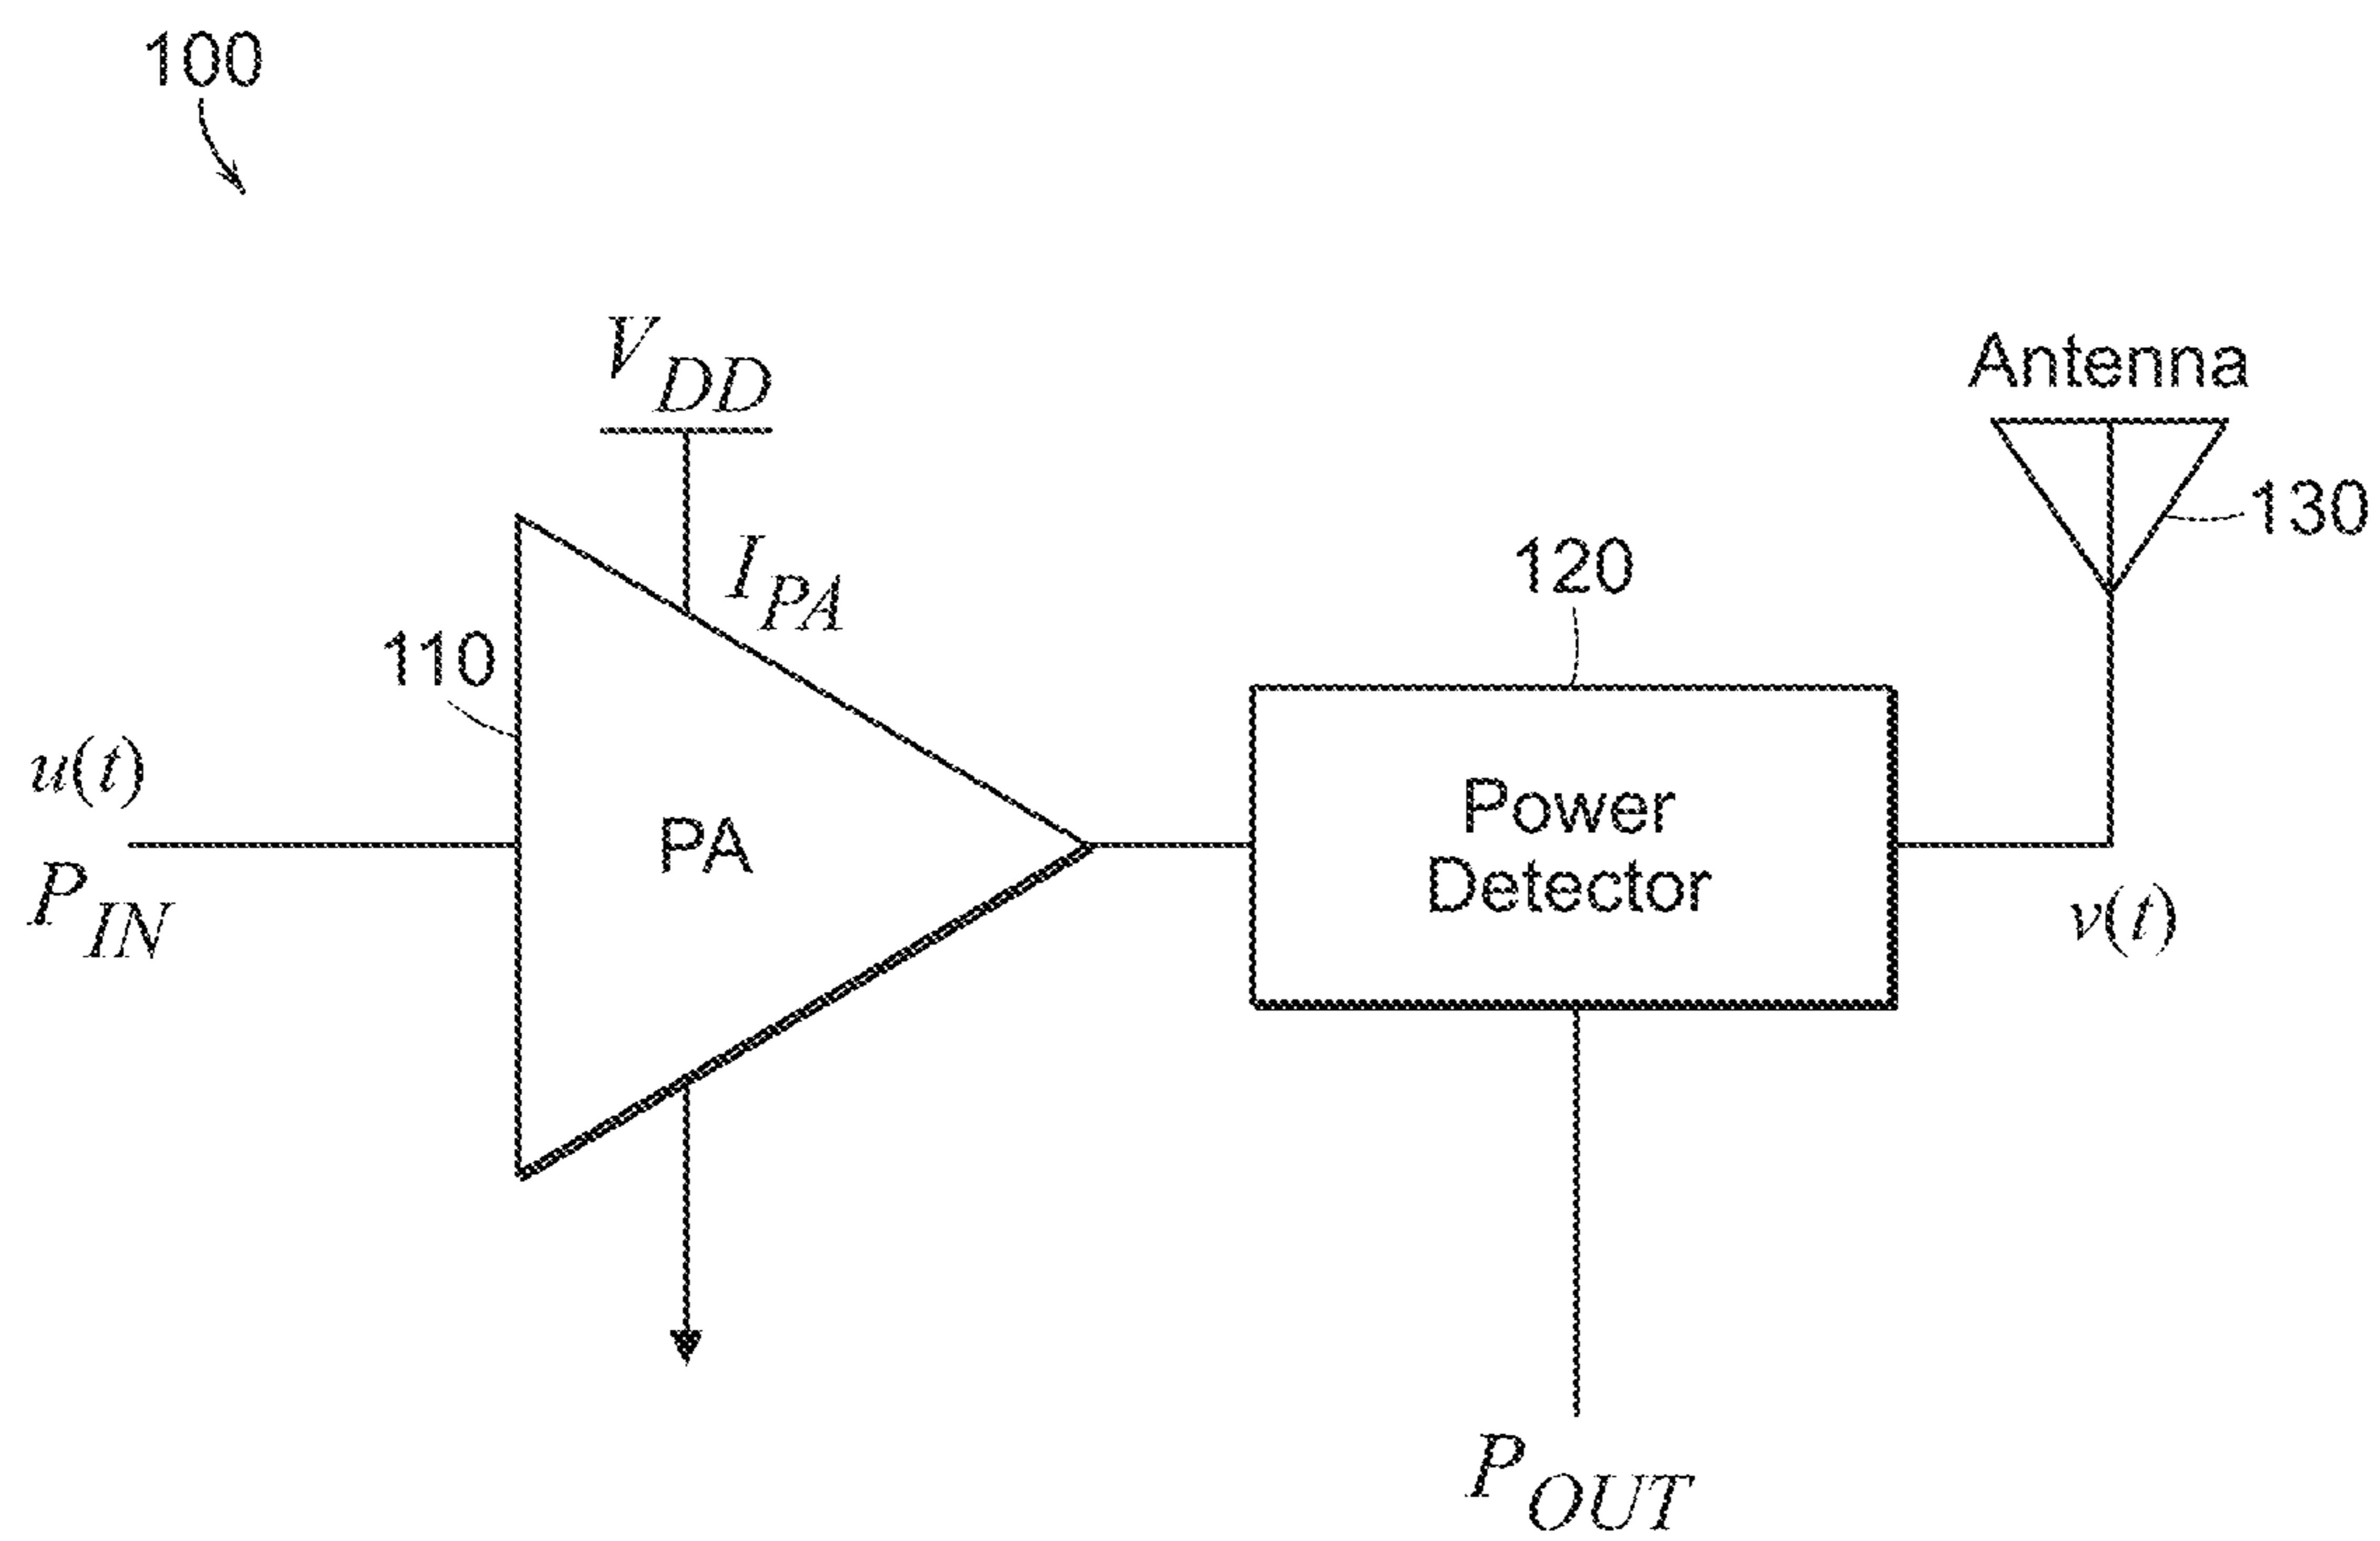 100
V_DD
Antenna
I_PA
130
120
110
u(t)
P_IN
PA
Power
Detector
v(t)
P_OUT